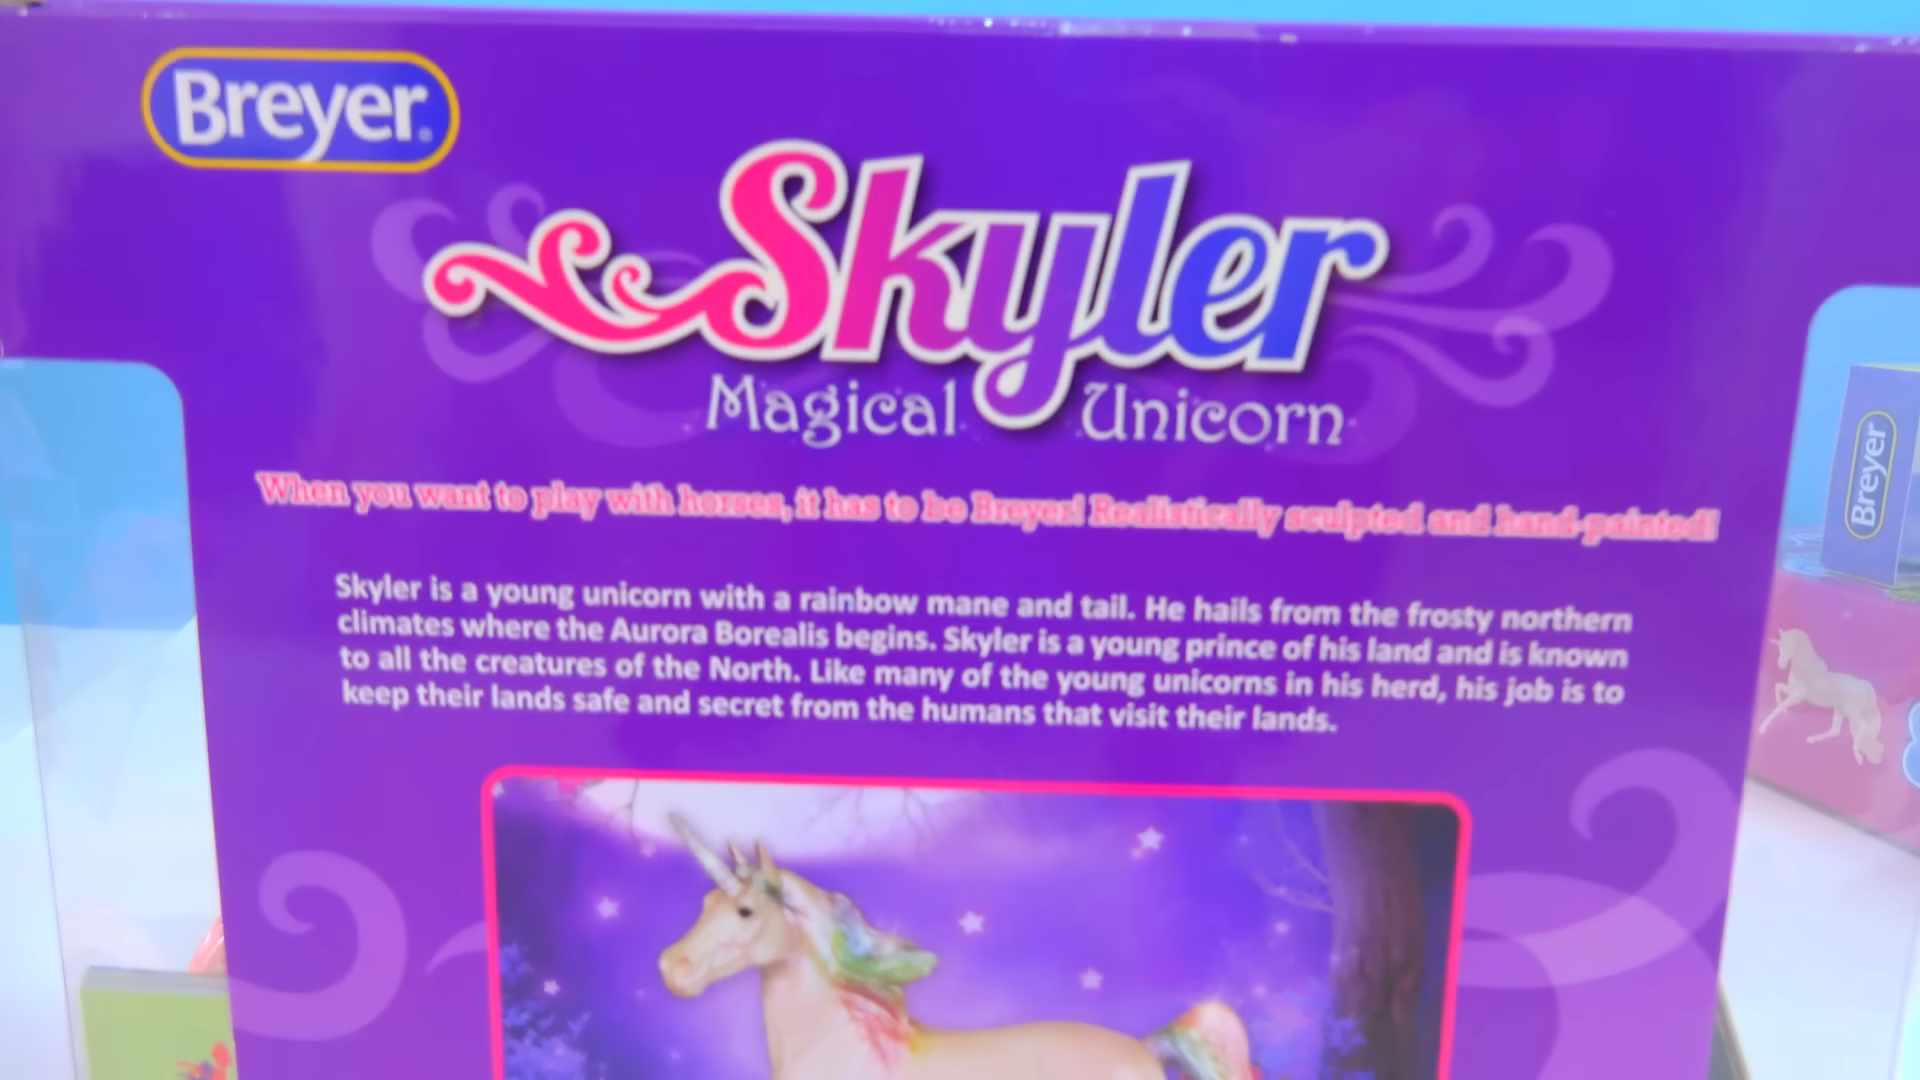 Breyer®
Skyler
Magical Unicorn
When you want to play with horses, it has to be Breyer! Realistically sculpted and hand-painted!
Skyler is a young unicorn with a rainbow mane and tail. He hails from the frosty northern
climates where the Aurora Borealis begins. Skyler is a young prince of his land and is known
to all the creatures of the North. Like many of the young unicorns in his herd, his job is to
keep their lands safe and secret from the humans that visit their lands.
Breyer